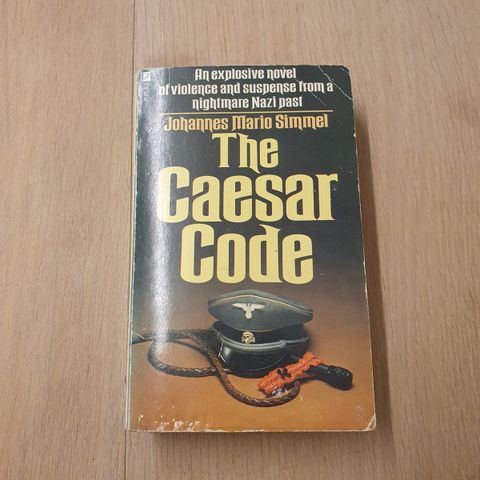 An explosive novel
of violence and suspense from a
nightmare Nazi past
Johannes Mario Simmel
The
Caesar
Code